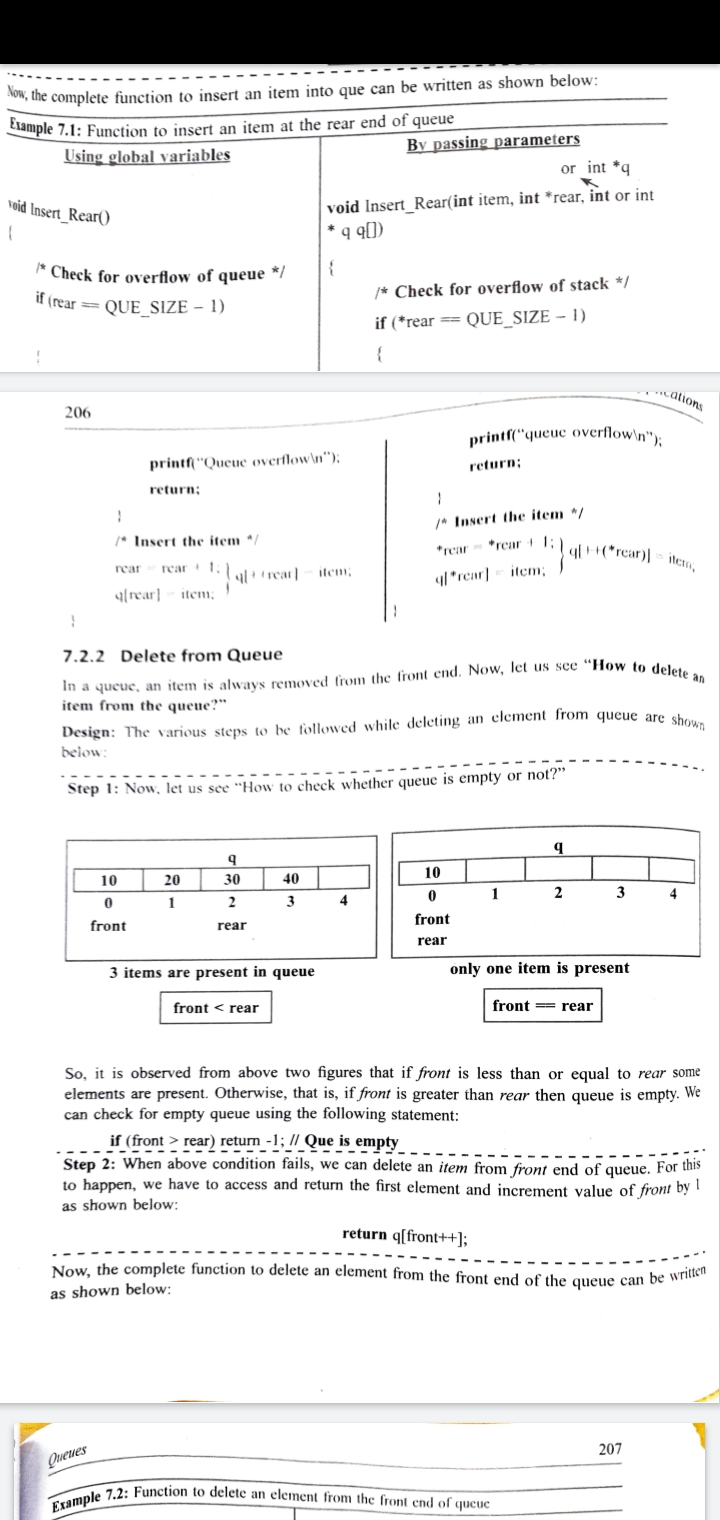 Now, the complete function to insert an item into que can be written as shown below:
Example 7.1: Function to insert an item at the rear end of queue
Using global variables
By passing parameters
or int *q
void Insert_Rear()
{
/* Check for overflow of queue */
if (rear == QUE_SIZE – 1)
{
void Insert_Rear(int item, int *rear, int or int
* q q[])
{
/* Check for overflow of stack */
if (*rear == QUE_SIZE – 1)
{
206
printf("Queue overflow\n");
return;
}
/* Insert the item */
rear = rear + 1; } q[++rear] = item;
q[rear] = item;
}
printf("queue overflow\n");
return;
}
/* Insert the item */
*rear = *rear + 1; } q[++(*rear)] = item,
q[*rear] = item;
}
7.2.2 Delete from Queue
In a queue, an item is always removed from the front end. Now, let us see “How to delete an
item from the queue?”
Design: The various steps to be followed while deleting an element from queue are shown
below:
Step 1: Now, let us see “How to check whether queue is empty or not?”
q
10 20 30 40
0 1 2 3 4
front rear
3 items are present in queue
front < rear
q
10
0 1 2 3 4
front
rear
only one item is present
front == rear
So, it is observed from above two figures that if front is less than or equal to rear some
elements are present. Otherwise, that is, if front is greater than rear then queue is empty. We
can check for empty queue using the following statement:
if (front > rear) return -1; // Que is empty
Step 2: When above condition fails, we can delete an item from front end of queue. For this
to happen, we have to access and return the first element and increment value of front by 1
as shown below:
return q[front++];
Now, the complete function to delete an element from the front end of the queue can be written
as shown below:
Queues
207
Example 7.2: Function to delete an element from the front end of queue